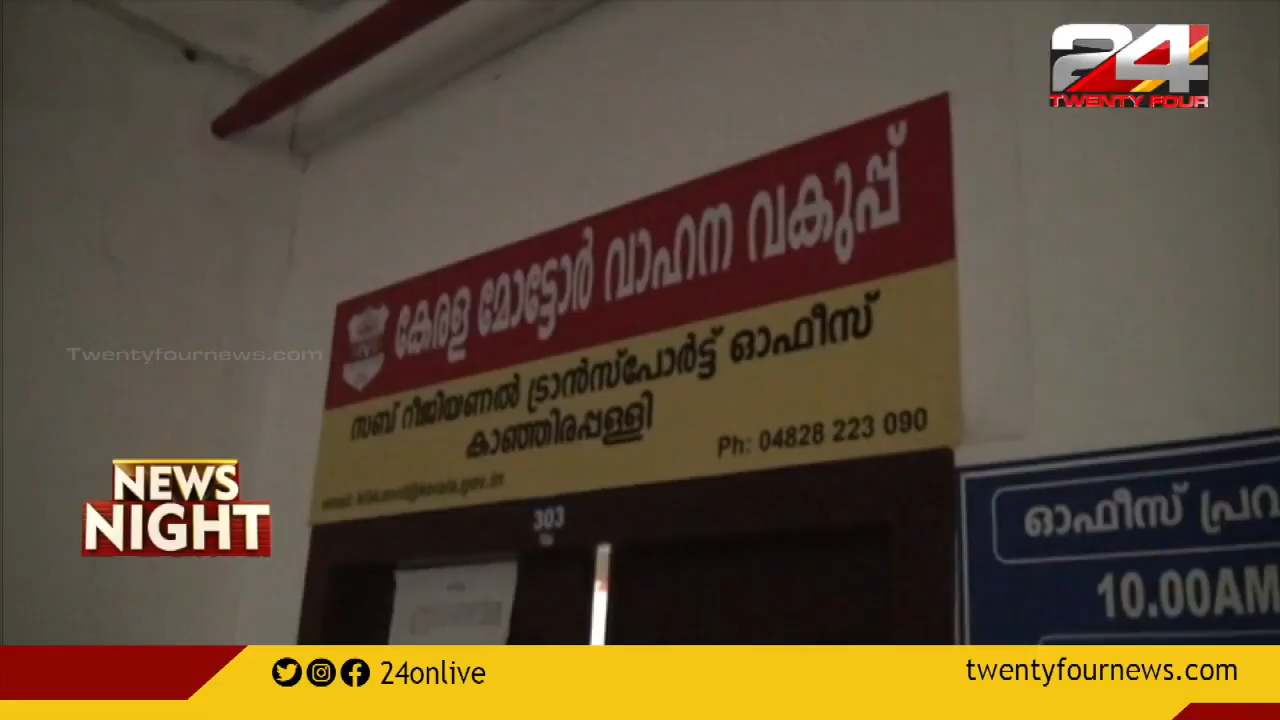 24
TWENTY FOUR
കേരള മോട്ടോർ വാഹന വകുപ്പ്
സബ് റീജിയണൽ ട്രാൻസ്പോർട്ട് ഓഫീസ്
കാഞ്ഞിരപ്പള്ളി
Ph: 04828 223 090
303
Twentyfournews.com
ഓഫീസ് പ്രവ
10.00AM
NEWS
NIGHT
24onlive
twentyfournews.com